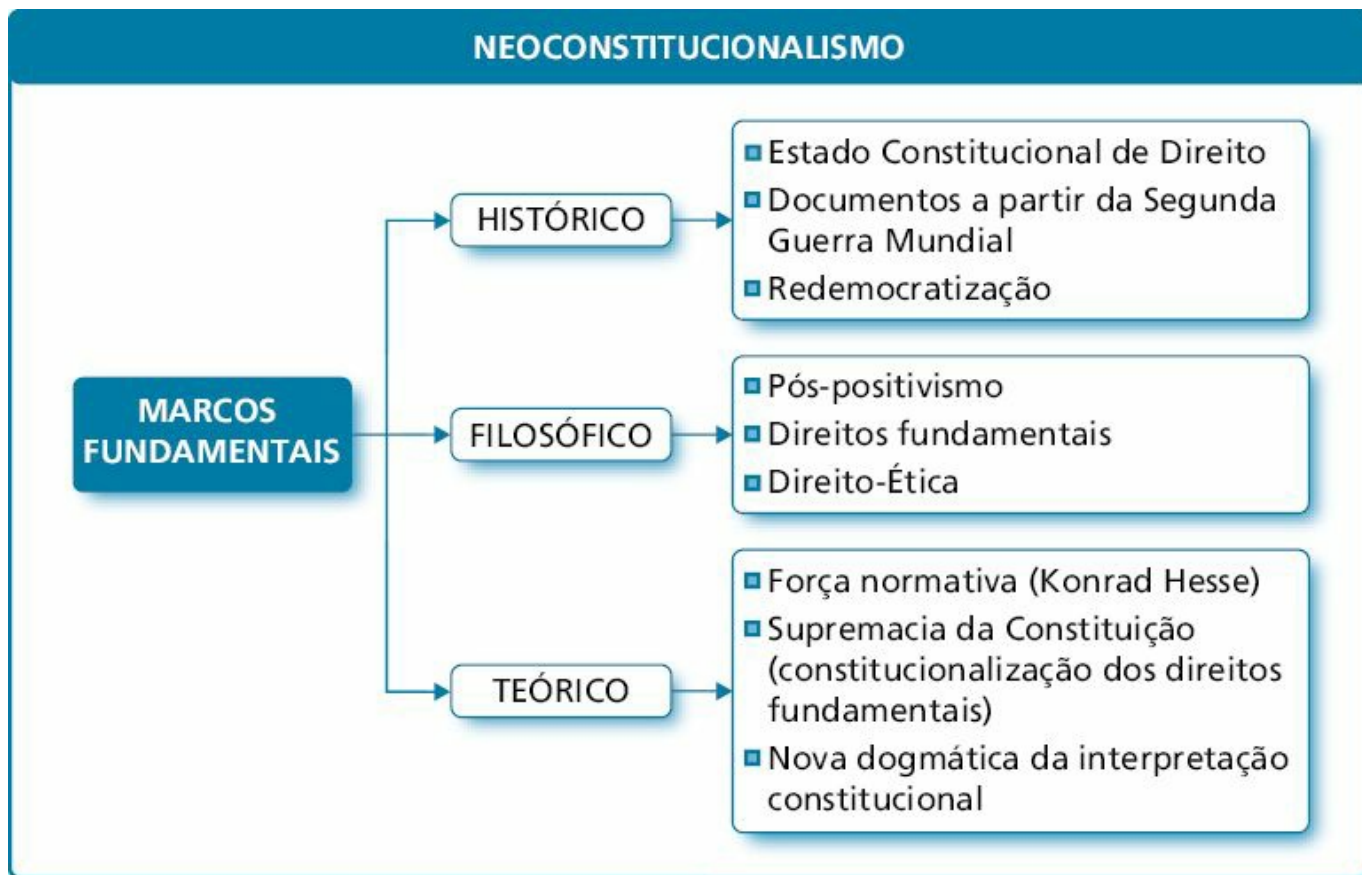 NEOCONSTITUCIONALISMO
MARCOS
FUNDAMENTAIS
HISTÓRICO
Estado Constitucional de Direito
Documentos a partir da Segunda
Guerra Mundial
Redemocratização
FILOSÓFICO
Pós-positivismo
Direitos fundamentais
Direito-Ética
TEÓRICO
Força normativa (Konrad Hesse)
Supremacia da Constituição
(constitucionalização dos direitos
fundamentais)
Nova dogmática da interpretação
constitucional